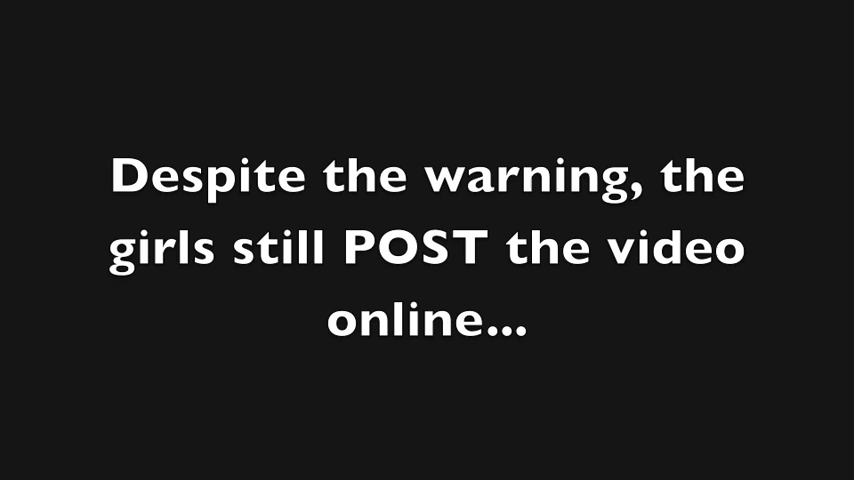 Despite the warning, the
girls still POST the video
online...